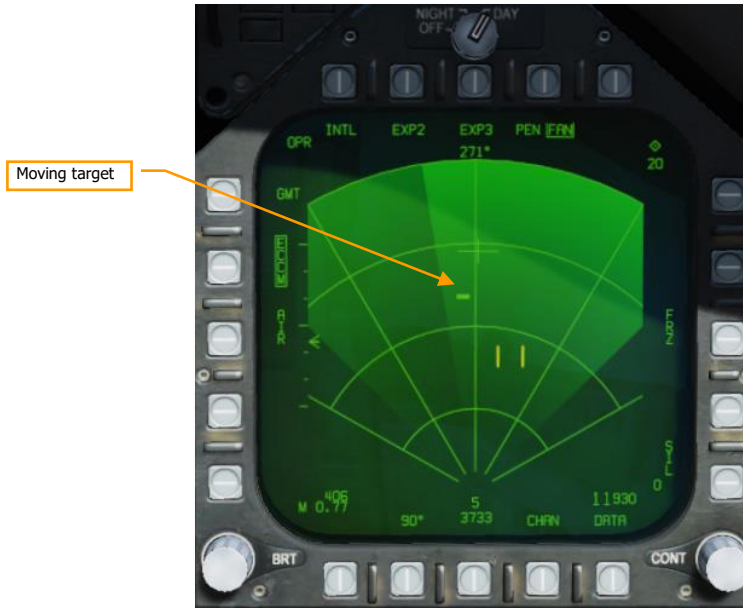 NIGHT DAY
OFF
INTL EXP2 EXP3 PEN FAN
OPR
271°
20
Moving target
GMT
ECCM
AIR
FRZ
SIL
406
M 0.77
5
3733
11930
0
90°
CHAN
DATA
BRT
CONT